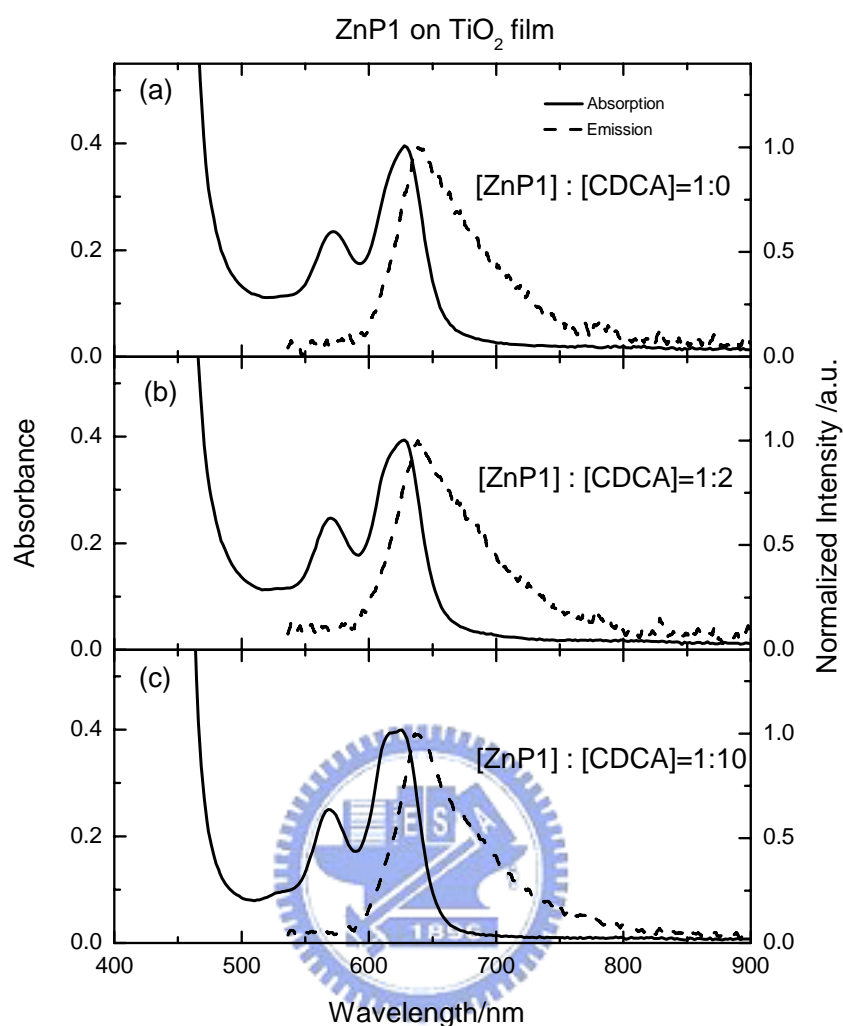 ZnP1 on TiO2 film
(a)
Absorption
Emission
[ZnP1] : [CDCA]=1:0
0.4
0.2
0.0
1.0
0.5
0.0
(b)
[ZnP1] : [CDCA]=1:2
0.4
0.2
0.0
1.0
0.5
0.0
(c)
[ZnP1] : [CDCA]=1:10
0.4
0.2
0.0
1.0
0.5
0.0
E S A
1896
400 500 600 700 800 900
Wavelength/nm
Absorbance
Normalized Intensity /a.u.